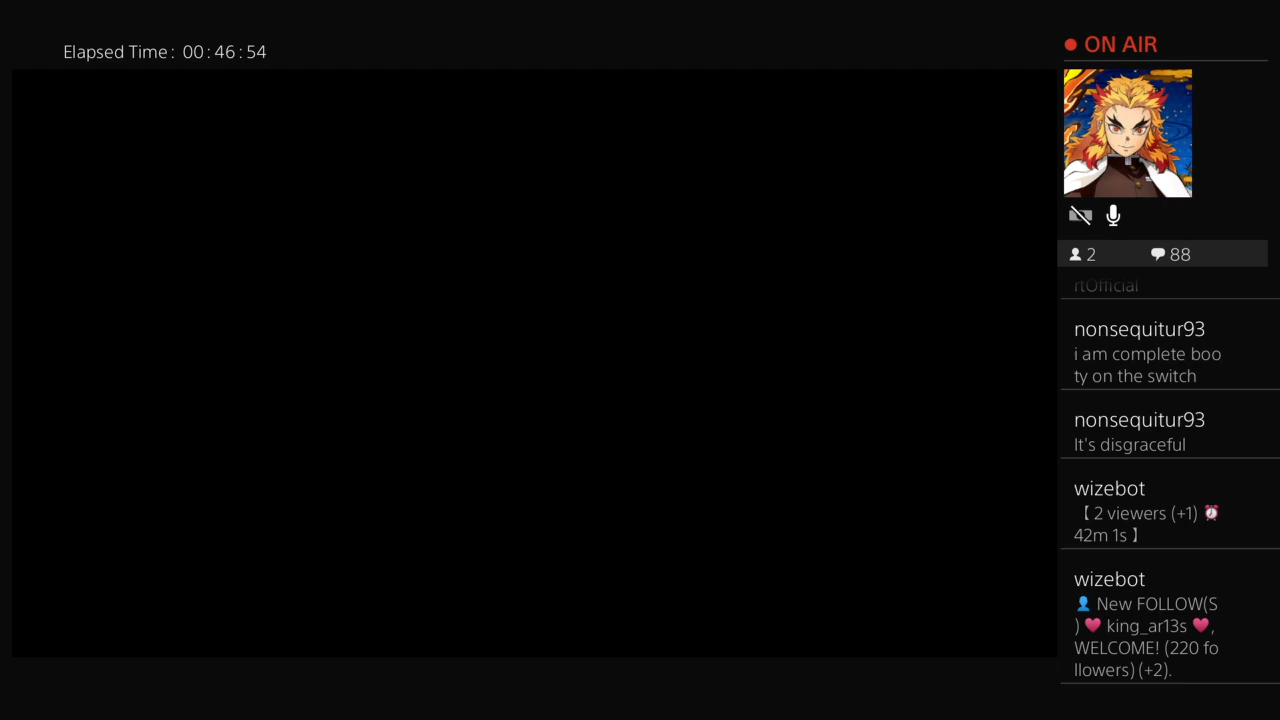 Elapsed Time: 00:46:54
ON AIR
2 88
rtOfficial
nonsequitur93
i am complete boo
ty on the switch
nonsequitur93
It's disgraceful
wizebot
【 2 viewers (+1) ⏰
42m 1s 】
wizebot
👤 New FOLLOW(S
) 💗 king_ar13s 💗,
WELCOME! (220 fo
llowers) (+2).